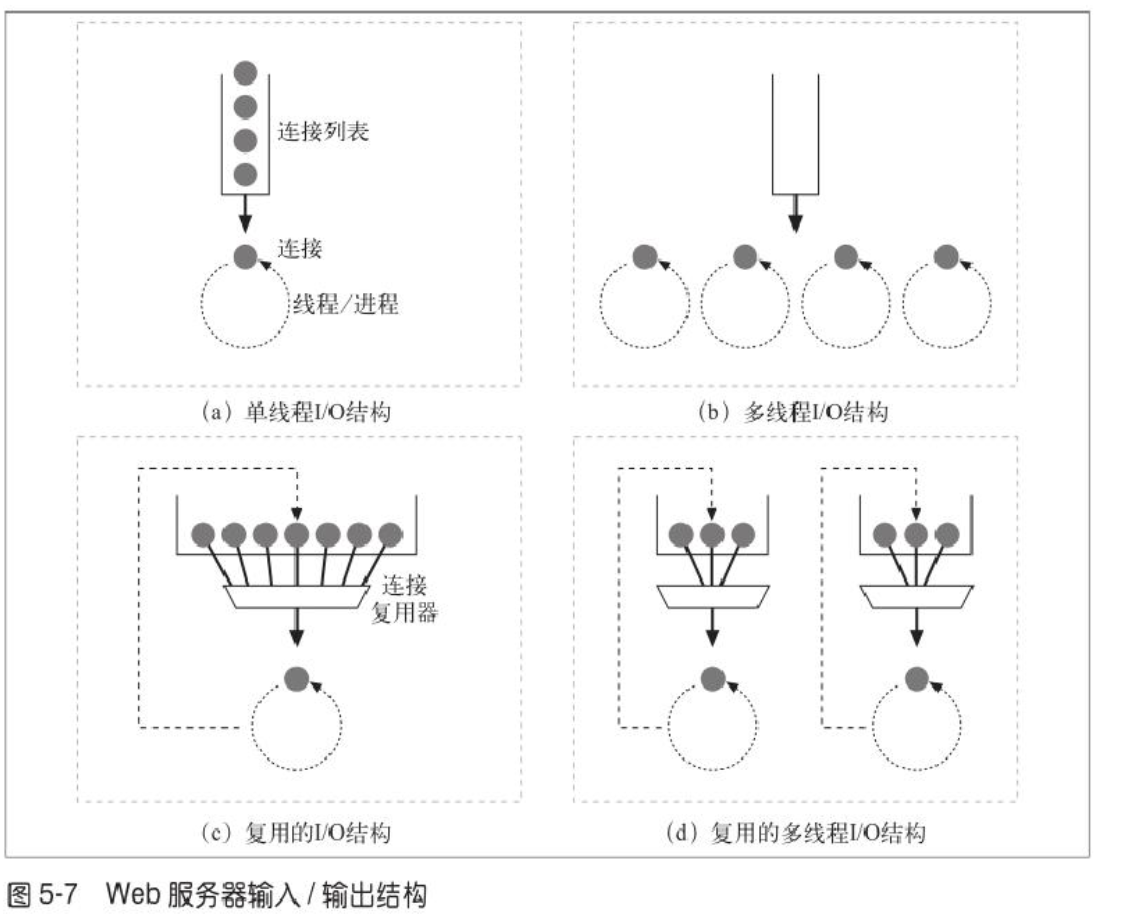 连接列表
连接
线程/进程
(a) 单线程I/O结构
(b) 多线程I/O结构
连接
复用器
(c) 复用的I/O结构
(d) 复用的多线程I/O结构
图 5-7 Web 服务器输入 / 输出结构